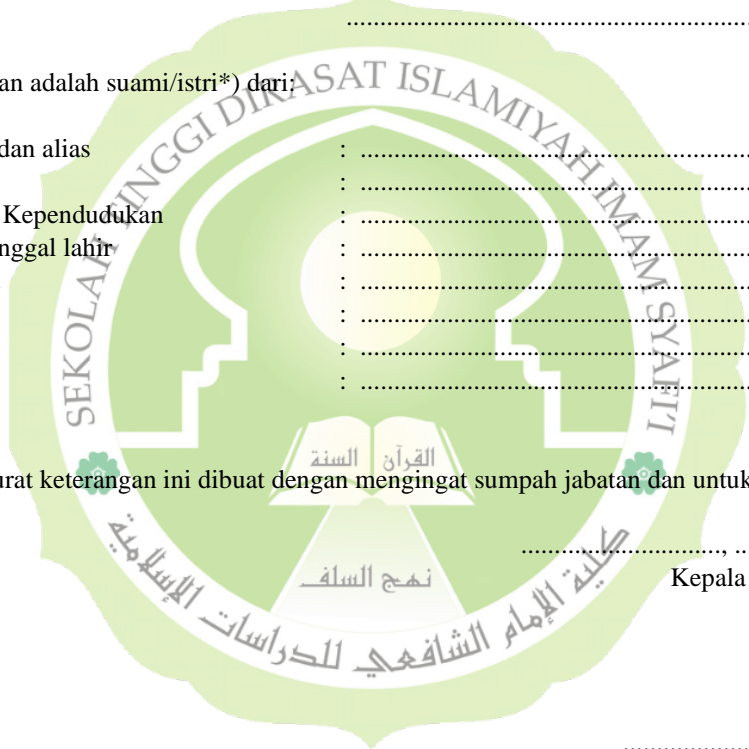 ................................................................
an adalah suami/istri*) dari:
SEKOLAH TINGGI DIRASAT ISLAMIYAH IMAM SYAFI'I
dan alias : ................................................................
: ................................................................
Kependudukan : ................................................................
nggal lahir : ................................................................
: ................................................................
: ................................................................
: ................................................................
: ................................................................
القرآن السنة
urat keterangan ini dibuat dengan mengingat sumpah jabatan dan untuk
.............................., ..
نهج السلف
Kepala
كلية الإمام الشافعي للدراسات الإسلامية
....................